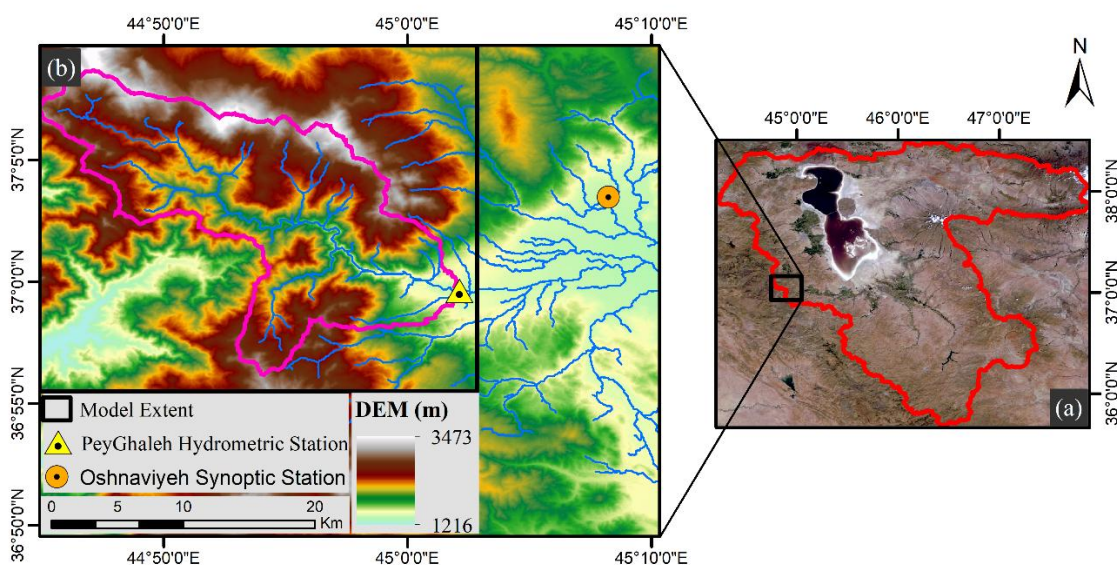 44°50'0"E 45°0'0"E 45°10'0"E
(b)
37°5'0"N
37°0'0"N
36°55'0"N
36°50'0"N
Model Extent
PeyGhaleh Hydrometric Station
Oshnaviyeh Synoptic Station
0 5 10 20
Km
DEM (m)
3473
1216
44°50'0"E 45°0'0"E 45°10'0"E
N
45°0'0"E 46°0'0"E 47°0'0"E
38°0'0"N
37°0'0"N
36°0'0"N
(a)